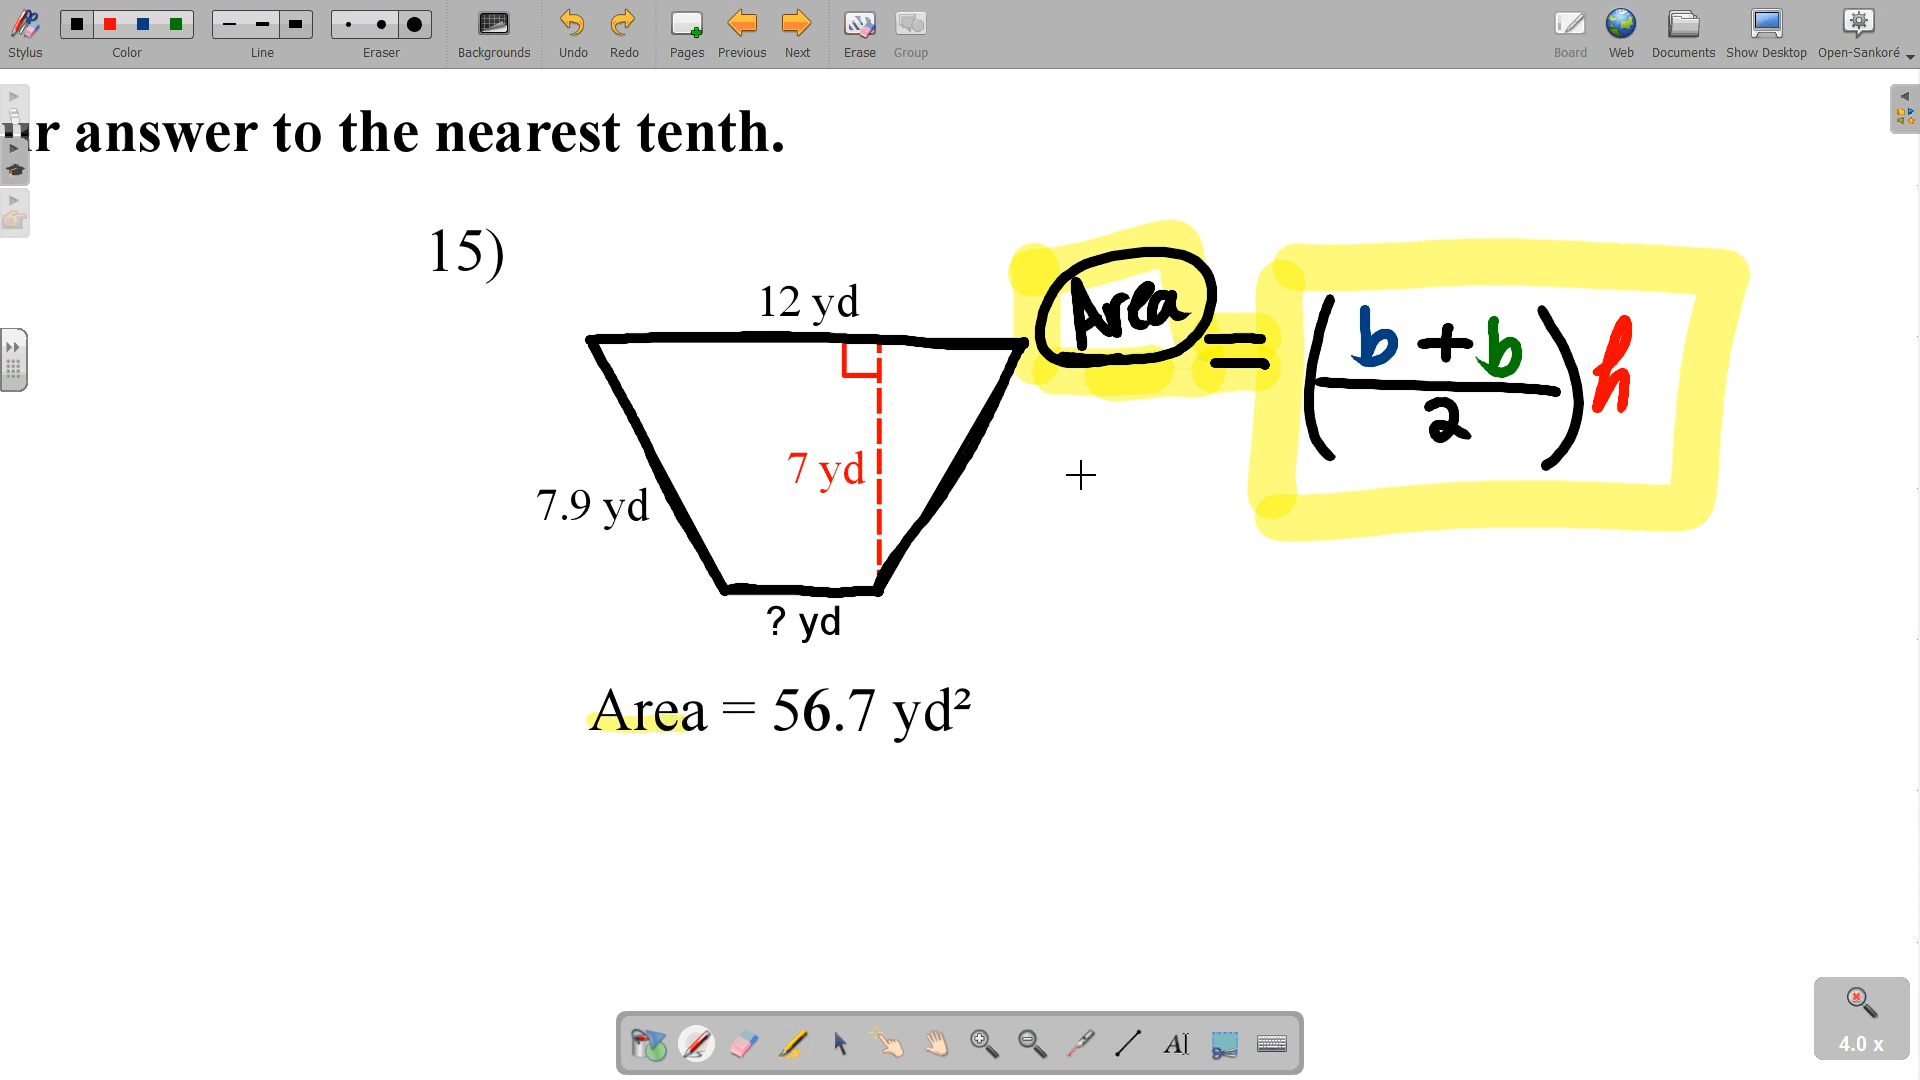 Stylus Color Line Eraser Backgrounds Undo Redo Pages Previous Next Erase Group Board Web Documents Show Desktop Open-Sankoré
ur answer to the nearest tenth.
15)
12 yd
Area = (b + b / 2) h
7 yd
7.9 yd
? yd
Area = 56.7 yd²
4.0 x